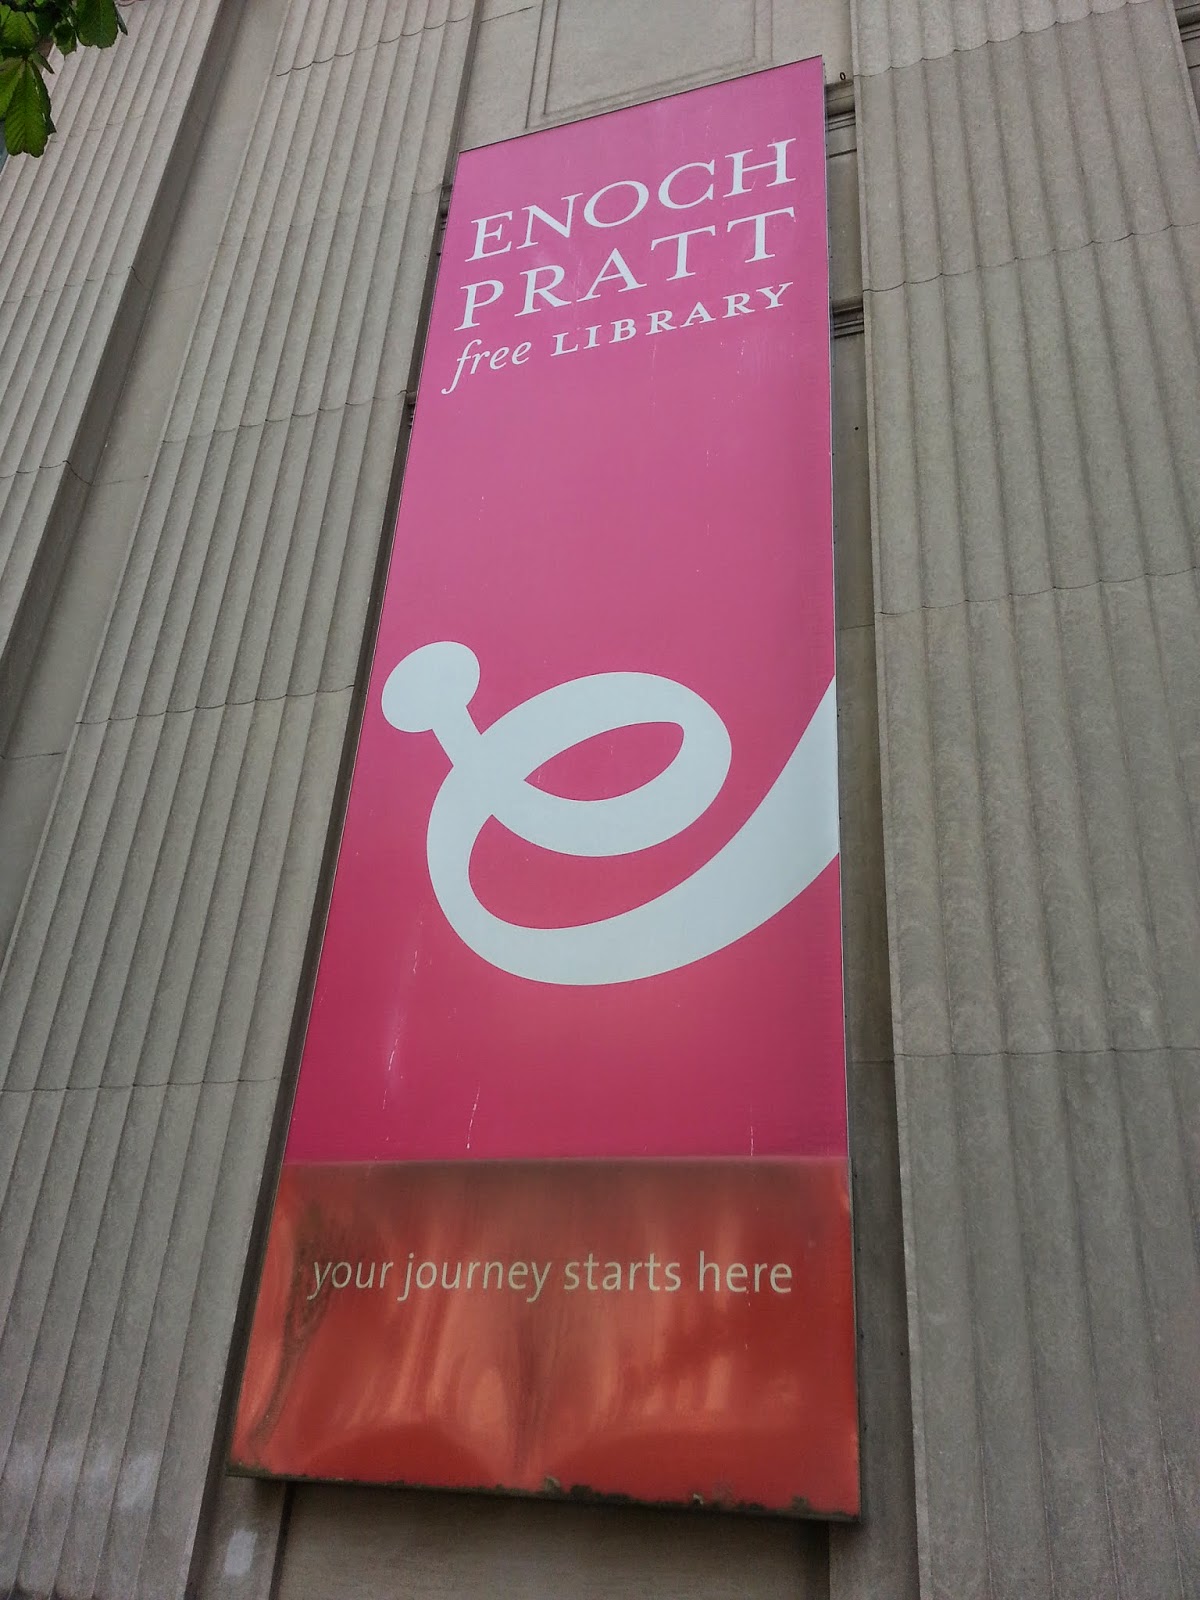 ENOCH
PRATT
free LIBRARY
e
your journey starts here